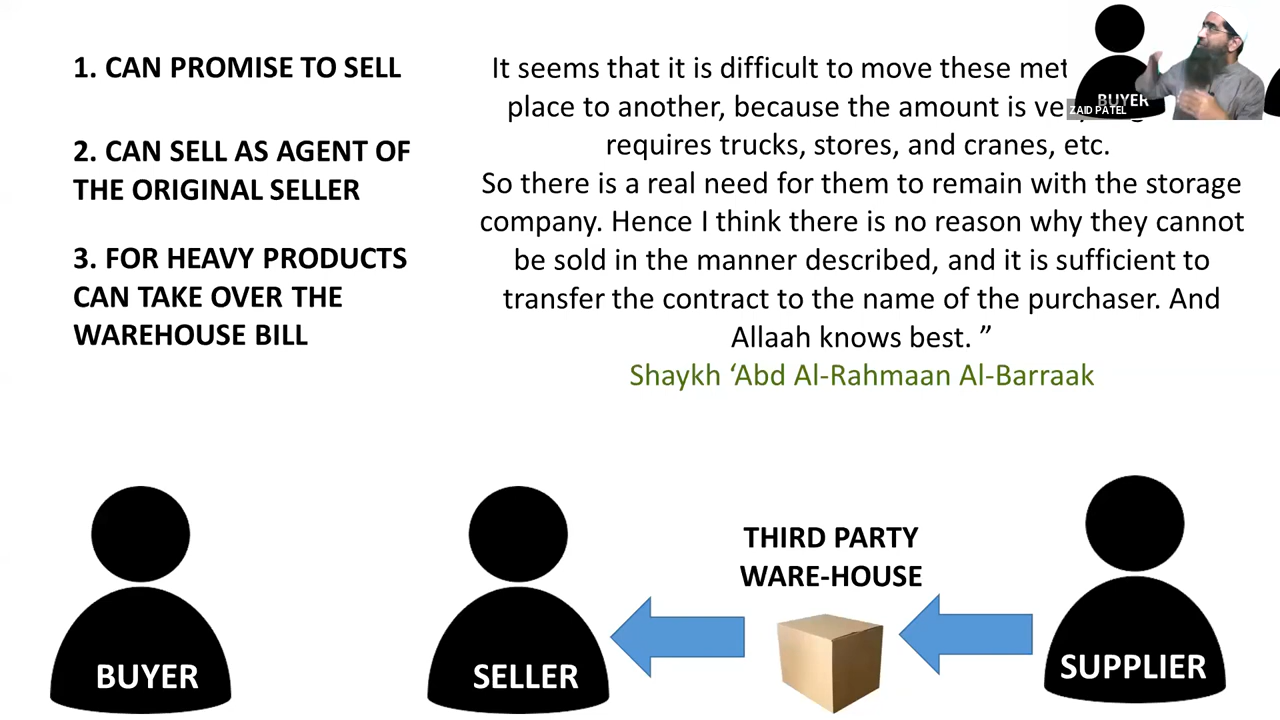 1. CAN PROMISE TO SELL
2. CAN SELL AS AGENT OF
THE ORIGINAL SELLER
3. FOR HEAVY PRODUCTS
CAN TAKE OVER THE
WAREHOUSE BILL
It seems that it is difficult to move these
place to another, because the amount is
requires trucks, stores, and cranes, etc.
So there is a real need for them to remain with the storage
company. Hence I think there is no reason why they cannot
be sold in the manner described, and it is sufficient to
transfer the contract to the name of the purchaser. And
Allaah knows best. ”
Shaykh ‘Abd Al-Rahmaan Al-Barraak
BUYER
ZAID PATEL
THIRD PARTY
WARE-HOUSE
BUYER
SELLER
SUPPLIER